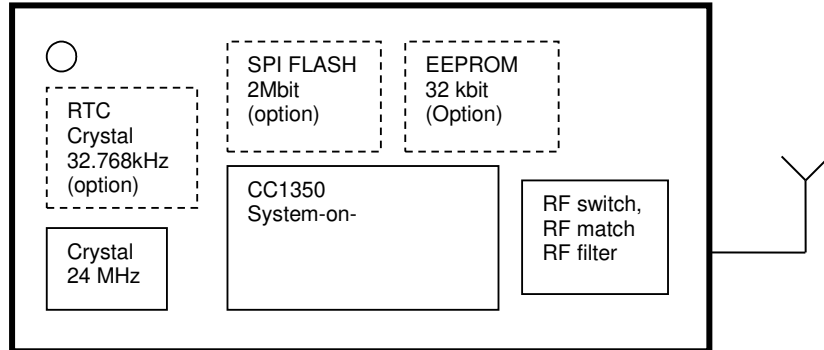 SPI FLASH
2Mbit
(option)
EEPROM
32 kbit
(Option)
RTC
Crystal
32.768kHz
(option)
CC1350
System-on-
RF switch,
RF match
RF filter
Crystal
24 MHz